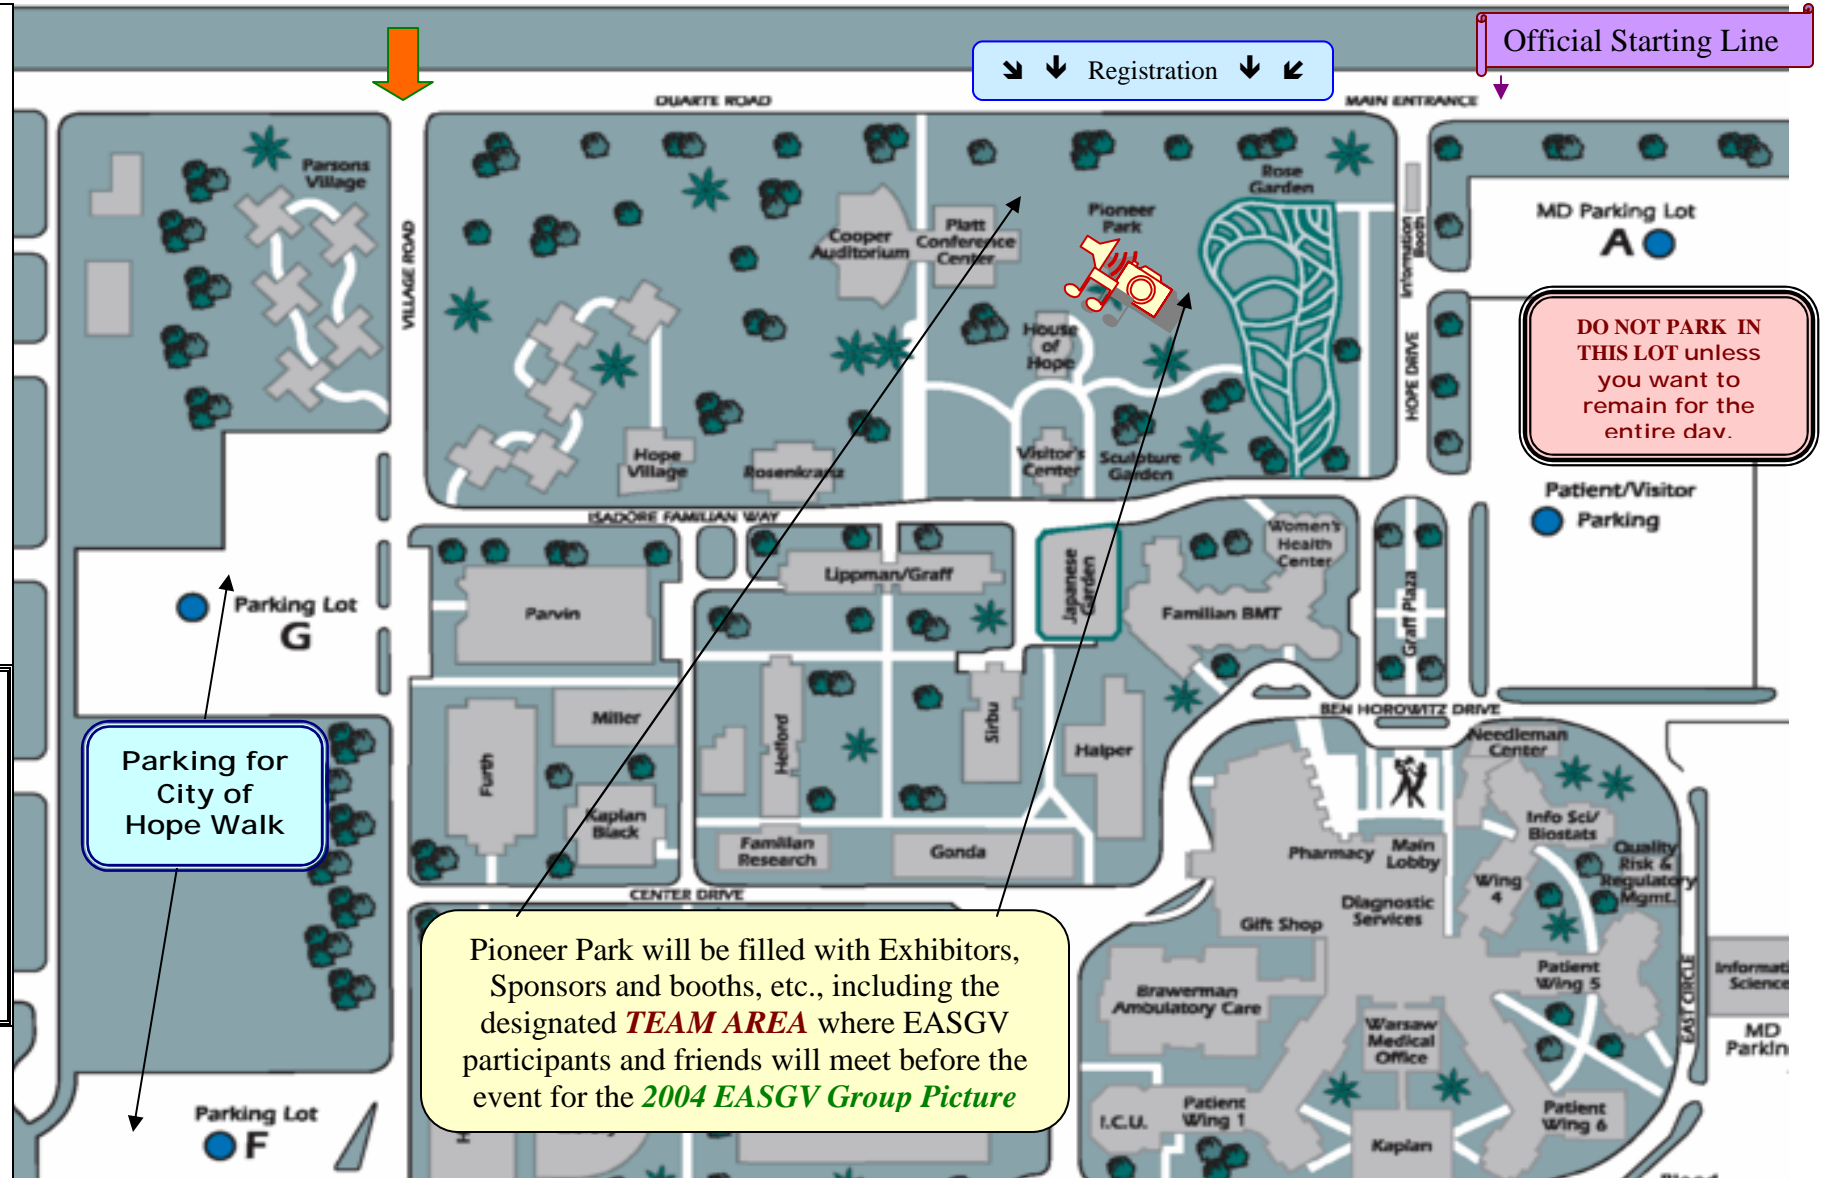 Official Starting Line
Registration
DUARTE ROAD
MAIN ENTRANCE
Parsons
Village
VILLAGE ROAD
Cooper
Auditorium
Platt
Conference
Center
Pioneer
Park
Rose
Garden
Information
Booth
HOPE DRIVE
MD Parking Lot
A
DO NOT PARK IN
THIS LOT unless
you want to
remain for the
entire day.
House
of
Hope
Hope
Village
Rosenkranz
Visitor's
Center
Sculpture
Garden
Patient/Visitor
Parking
ISADORE FAMILIAN WAY
Parking Lot
G
Parvin
Lippman/Graff
Japanese
Garden
Women's
Health
Center
Familian BMT
Graff Plaza
BEN HOROWITZ DRIVE
Miller
Furth
Kaplan
Black
Helford
Sirbu
Halper
Familian
Research
Gonda
CENTER DRIVE
Parking for
City of
Hope Walk
Needleman
Center
Info Sci/
Biostats
Quality
Risk &
Regulatory
Mgmt.
Pharmacy
Main
Lobby
Wing
4
Diagnostic
Services
Gift Shop
Patient
Wing 5
EAST CIRCLE
Brawerman
Ambulatory Care
Warsaw
Medical
Office
MD
Pioneer Park will be filled with Exhibitors,
Sponsors and booths, etc., including the
designated TEAM AREA where EASGV
participants and friends will meet before the
event for the 2004 EASGV Group Picture
Parking Lot
F
I.C.U.
Patient
Wing 1
Kaplan
Patient
Wing 6